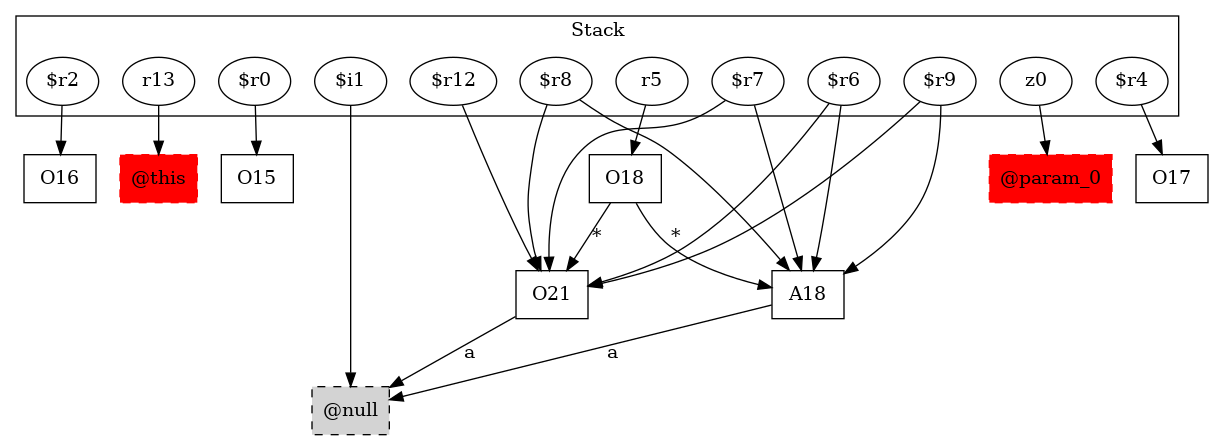 Stack
$r2 r13 $r0 $i1 $r12 $r8 r5 $r7 $r6 $r9 z0 $r4
O16 @this O15 O18 @param_0 O17
* *
O21 A18
a a
@null